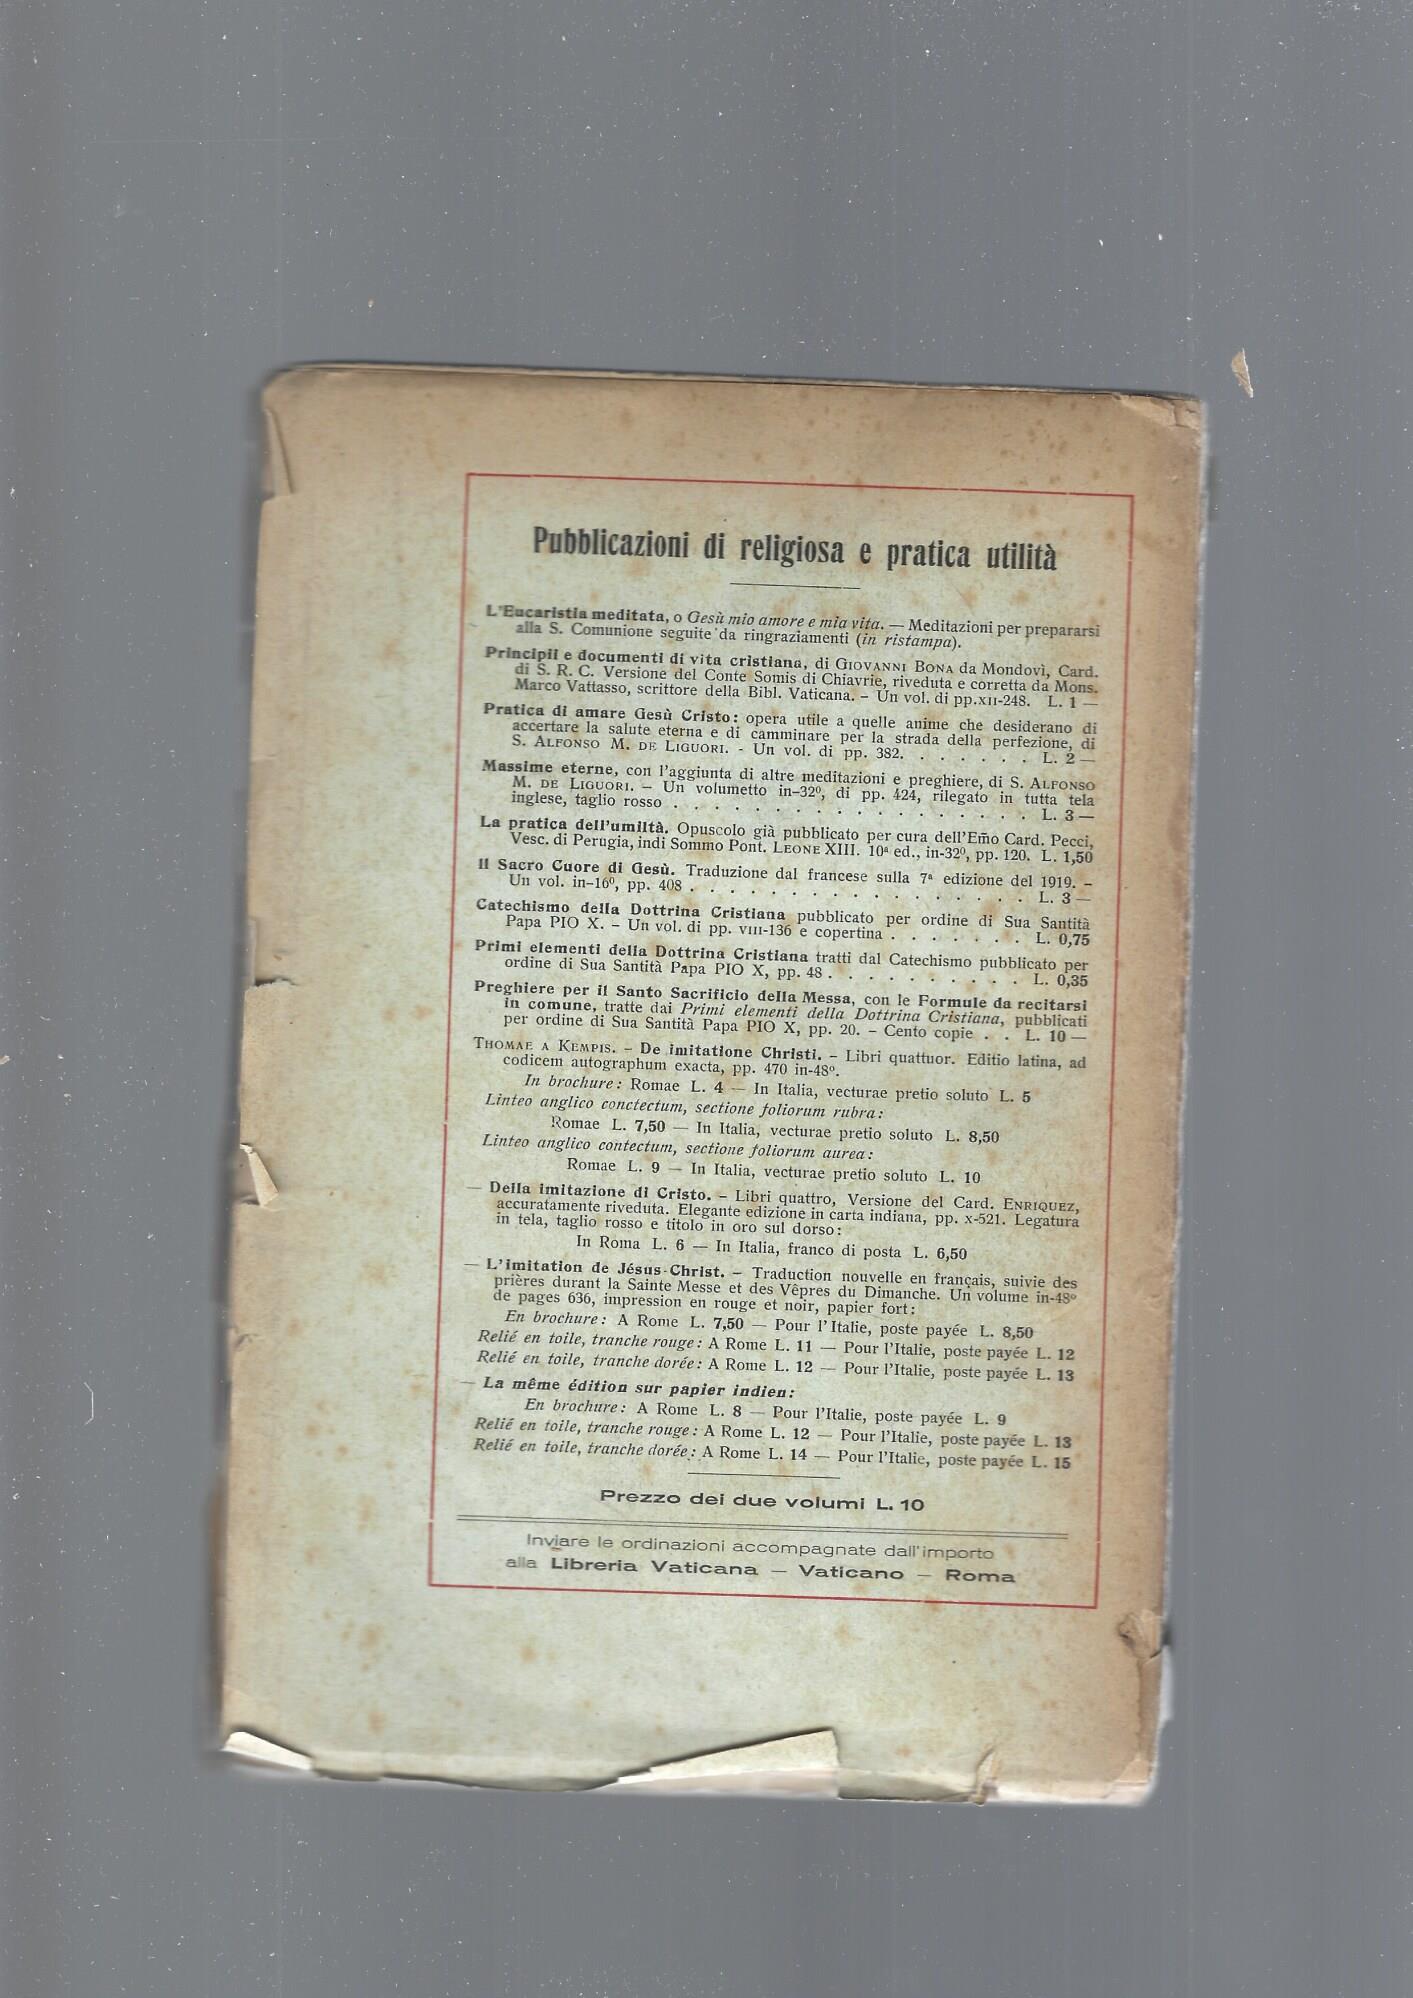 Pubblicazioni di religiosa e pratica utilità
L'Eucaristia meditata, o Gesù mio amore e mia vita. — Meditazioni per prepararsi
alla S. Comunione seguite da ringraziamenti (in ristampa).
Principii e documenti di vita cristiana, di GIOVANNI BONA da Mondovì, Card.
di S. R. C. Versione del Conte Somis di Chiavrie, riveduta e corretta da Mons.
Marco Vattasso, scrittore della Bibl. Vaticana. – Un vol. di pp. XII-248. L. 1 —
Pratica di amare Gesù Cristo: opera utile a quelle anime che desiderano di
accertare la salute eterna e di camminare per la strada della perfezione, di
S. ALFONSO M. DE LIGUORI. - Un vol. di pp. 382. . . . . . . L. 2 —
Massime eterne, con l'aggiunta di altre meditazioni e preghiere, di S. ALFONSO
M. DE LIGUORI. – Un volumetto in-32º, di pp. 424, rilegato in tutta tela
inglese, taglio rosso . . . . . . . . . . . . . . . . . . L. 3 —
La pratica dell'umiltà. Opuscolo già pubblicato per cura dell'Em̃o Card. Pecci,
Vesc. di Perugia, indi Sommo Pont. LEONE XIII. 10ª ed., in-32º, pp. 120. L. 1,50
Il Sacro Cuore di Gesù. Traduzione dal francese sulla 7ª edizione del 1919. –
Un vol. in-16º, pp. 408 . . . . . . . . . . . . . . . . . L. 3 —
Catechismo della Dottrina Cristiana pubblicato per ordine di Sua Santità
Papa PIO X. – Un vol. di pp. VIII-136 e copertina . . . . . . . L. 0,75
Primi elementi della Dottrina Cristiana tratti dal Catechismo pubblicato per
ordine di Sua Santità Papa PIO X, pp. 48 . . . . . . . . . . L. 0,35
Preghiere per il Santo Sacrificio della Messa, con le Formule da recitarsi
in comune, tratte dai Primi elementi della Dottrina Cristiana, pubblicati
per ordine di Sua Santità Papa PIO X, pp. 20. – Cento copie . . L. 10 —
THOMAE A KEMPIS. – De imitatione Christi. – Libri quattuor. Editio latina, ad
codicem autographum exacta, pp. 470 in-48º.
In brochure: Romae L. 4 — In Italia, vecturae pretio soluto L. 5
Linteo anglico conctectum, sectione foliorum rubra:
Romae L. 7,50 — In Italia, vecturae pretio soluto L. 8,50
Linteo anglico contectum, sectione foliorum aurea:
Romae L. 9 — In Italia, vecturae pretio soluto L. 10
— Della imitazione di Cristo. – Libri quattro, Versione del Card. ENRIQUEZ,
accuratamente riveduta. Elegante edizione in carta indiana, pp. X-521. Legatura
in tela, taglio rosso e titolo in oro sul dorso:
In Roma L. 6 — In Italia, franco di posta L. 6,50
— L'imitation de Jésus-Christ. – Traduction nouvelle en français, suivie des
prières durant la Sainte Messe et des Vêpres du Dimanche. Un volume in-48º
de pages 636, impression en rouge et noir, papier fort:
En brochure: A Rome L. 7,50 — Pour l'Italie, poste payée L. 8,50
Relié en toile, tranche rouge: A Rome L. 11 — Pour l'Italie, poste payée L. 12
Relié en toile, tranche dorée: A Rome L. 12 — Pour l'Italie, poste payée L. 13
— La même édition sur papier indien:
En brochure: A Rome L. 8 — Pour l'Italie, poste payée L. 9
Relié en toile, tranche rouge: A Rome L. 12 — Pour l'Italie, poste payée L. 13
Relié en toile, tranche dorée: A Rome L. 14 — Pour l'Italie, poste payée L. 15
Prezzo dei due volumi L. 10
Inviare le ordinazioni accompagnate dall'importo
alla Libreria Vaticana — Vaticano — Roma